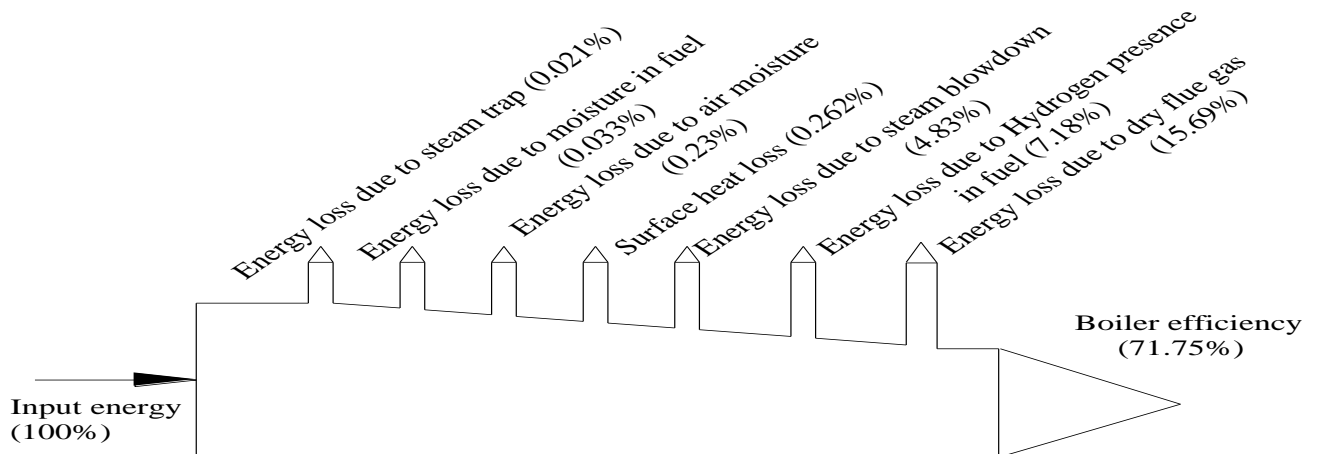 Energy loss due to steam trap (0.021%)
Energy loss due to moisture in fuel
(0.033%)
Energy loss due to air moisture
(0.23%)
Surface heat loss (0.262%)
Energy loss due to steam blowdown
(4.83%)
Energy loss due to Hydrogen presence
in fuel (7.18%)
Energy loss due to dry flue gas
(15.69%)
Boiler efficiency
(71.75%)
Input energy
(100%)